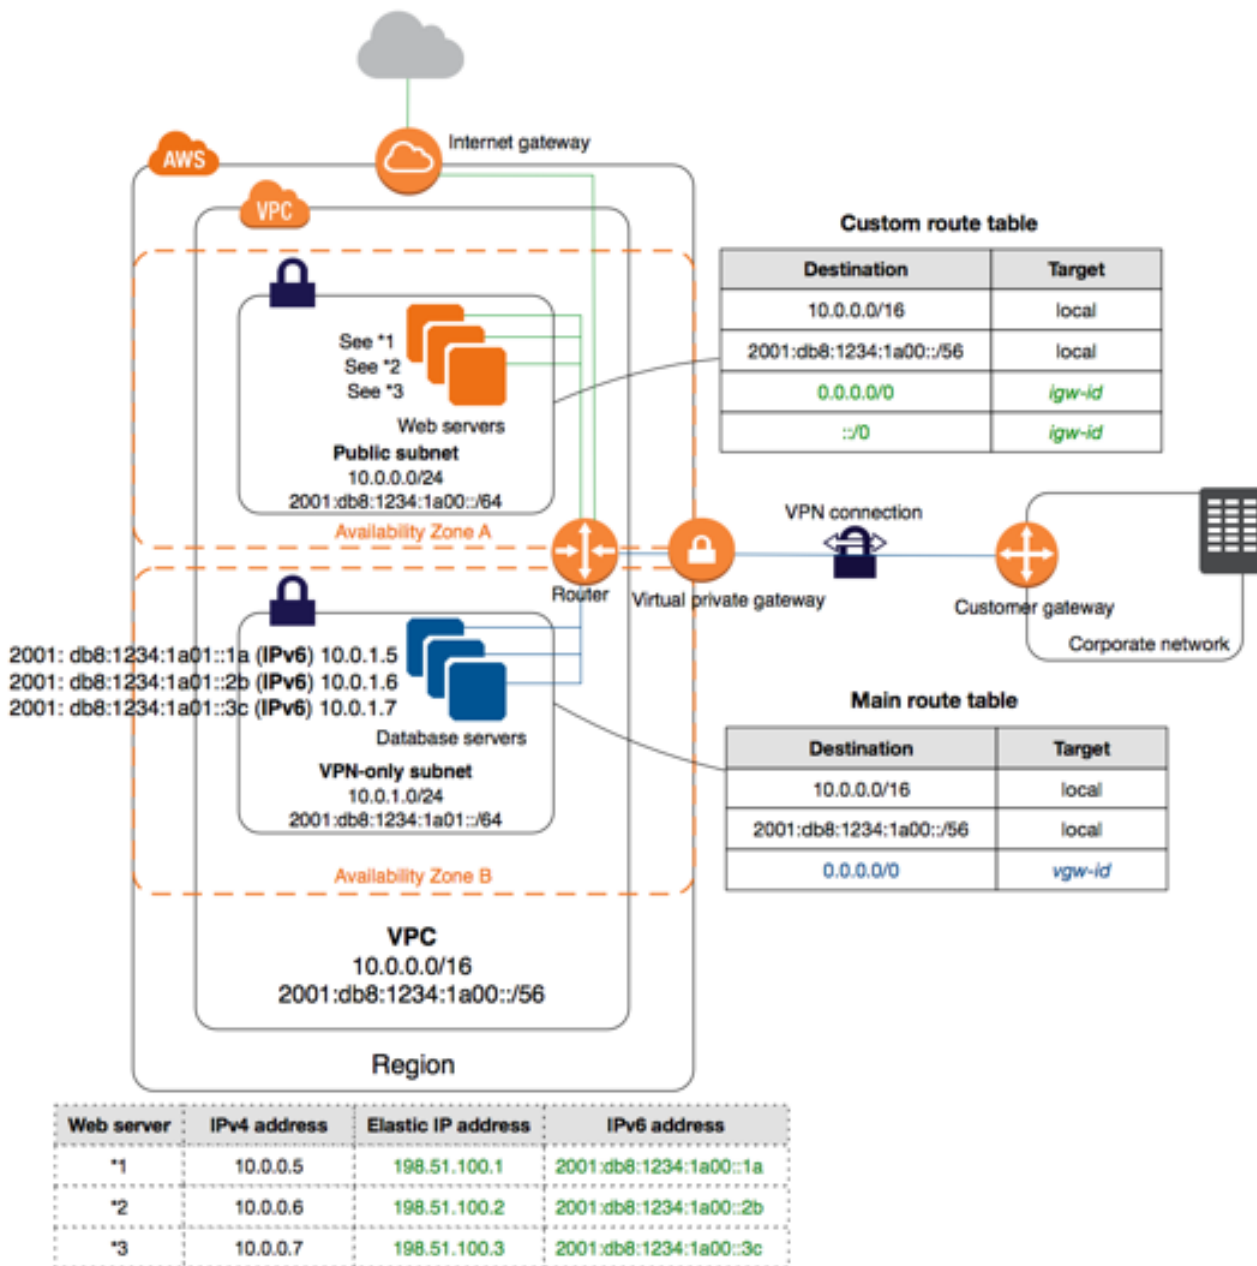 Internet gateway
AWS
VPC
Custom route table
Destination Target
10.0.0.0/16 local
2001:db8:1234:1a00::/56 local
0.0.0.0/0 igw-id
::/0 igw-id
See *1
See *2
See *3
Web servers
Public subnet
10.0.0.0/24
2001:db8:1234:1a00::/64
Availability Zone A
Router
Virtual private gateway
VPN connection
Customer gateway
Corporate network
2001: db8:1234:1a01::1a (IPv6) 10.0.1.5
2001: db8:1234:1a01::2b (IPv6) 10.0.1.6
2001: db8:1234:1a01::3c (IPv6) 10.0.1.7
Database servers
VPN-only subnet
10.0.1.0/24
2001:db8:1234:1a01::/64
Availability Zone B
Main route table
Destination Target
10.0.0.0/16 local
2001:db8:1234:1a00::/56 local
0.0.0.0/0 vgw-id
VPC
10.0.0.0/16
2001:db8:1234:1a00::/56
Region
Web server IPv4 address Elastic IP address IPv6 address
*1 10.0.0.5 198.51.100.1 2001:db8:1234:1a00::1a
*2 10.0.0.6 198.51.100.2 2001:db8:1234:1a00::2b
*3 10.0.0.7 198.51.100.3 2001:db8:1234:1a00::3c